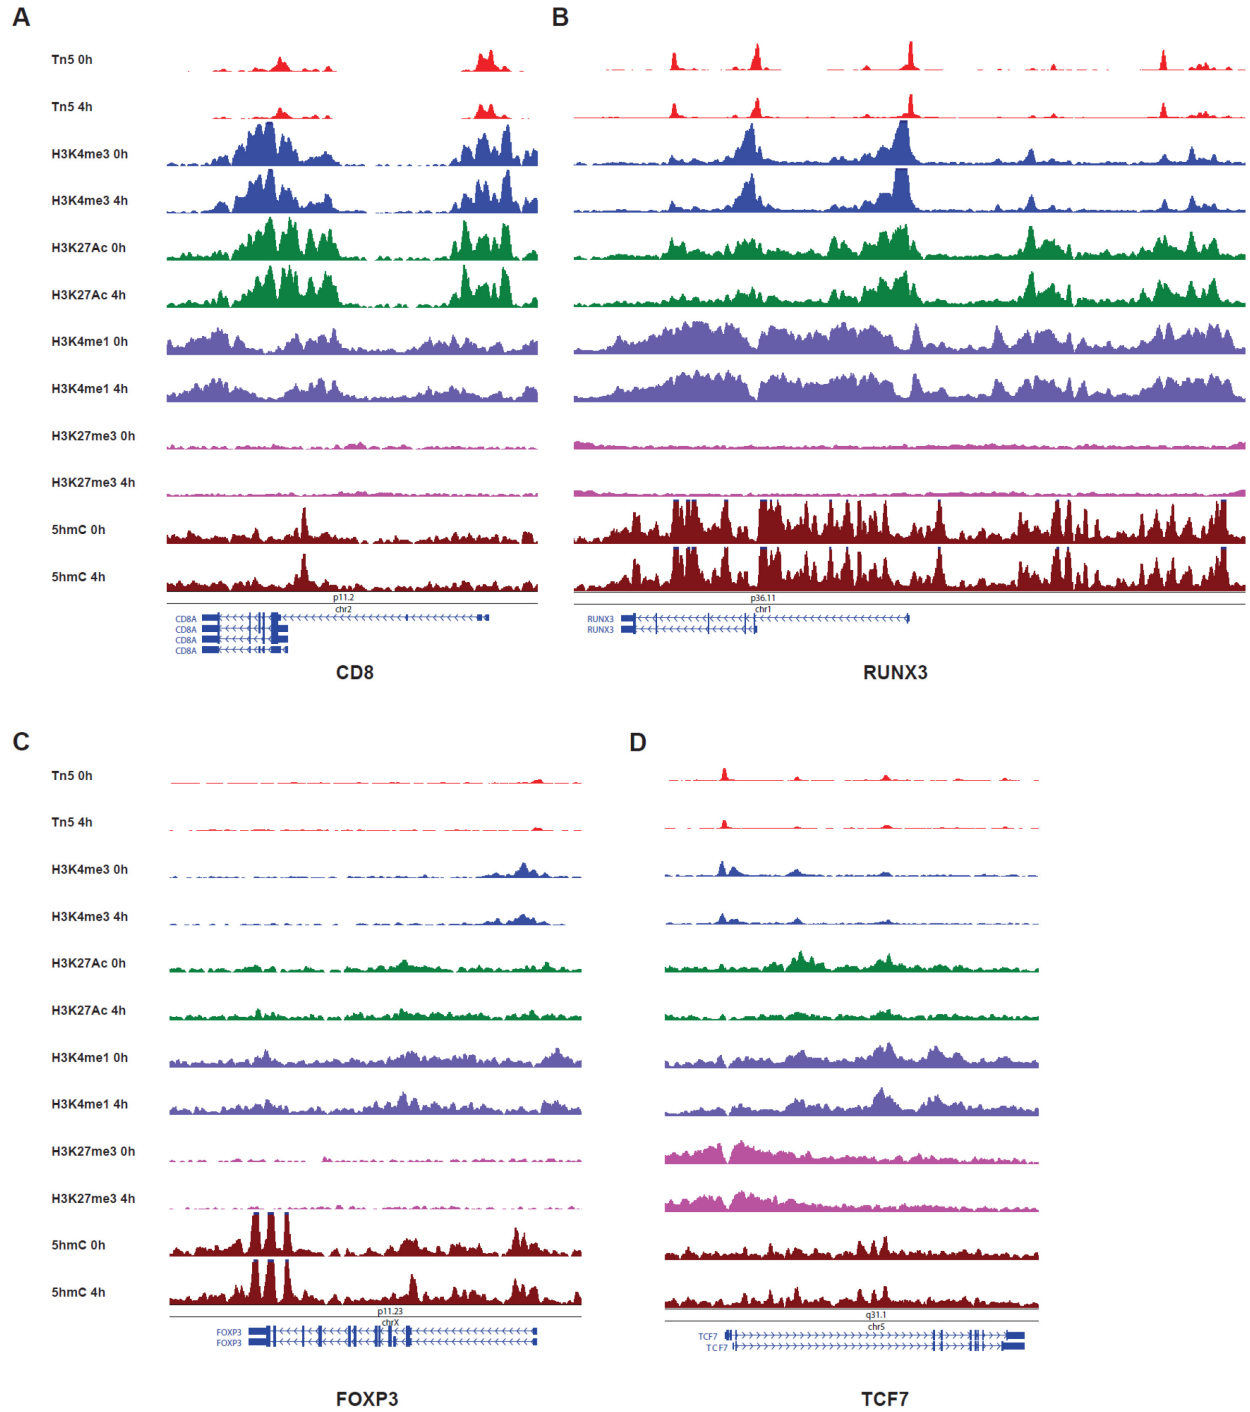 A
Tn5 0h
Tn5 4h
H3K4me3 0h
H3K4me3 4h
H3K27Ac 0h
H3K27Ac 4h
H3K4me1 0h
H3K4me1 4h
H3K27me3 0h
H3K27me3 4h
5hmC 0h
5hmC 4h
p11.2
chr2
CD8A
CD8A
CD8A
CD8A
CD8
B
p36.11
chr1
RUNX3
RUNX3
RUNX3
C
Tn5 0h
Tn5 4h
H3K4me3 0h
H3K4me3 4h
H3K27Ac 0h
H3K27Ac 4h
H3K4me1 0h
H3K4me1 4h
H3K27me3 0h
H3K27me3 4h
5hmC 0h
5hmC 4h
p11.23
chrX
FOXP3
FOXP3
FOXP3
D
q31.1
chr5
TCF7
TCF7
TCF7